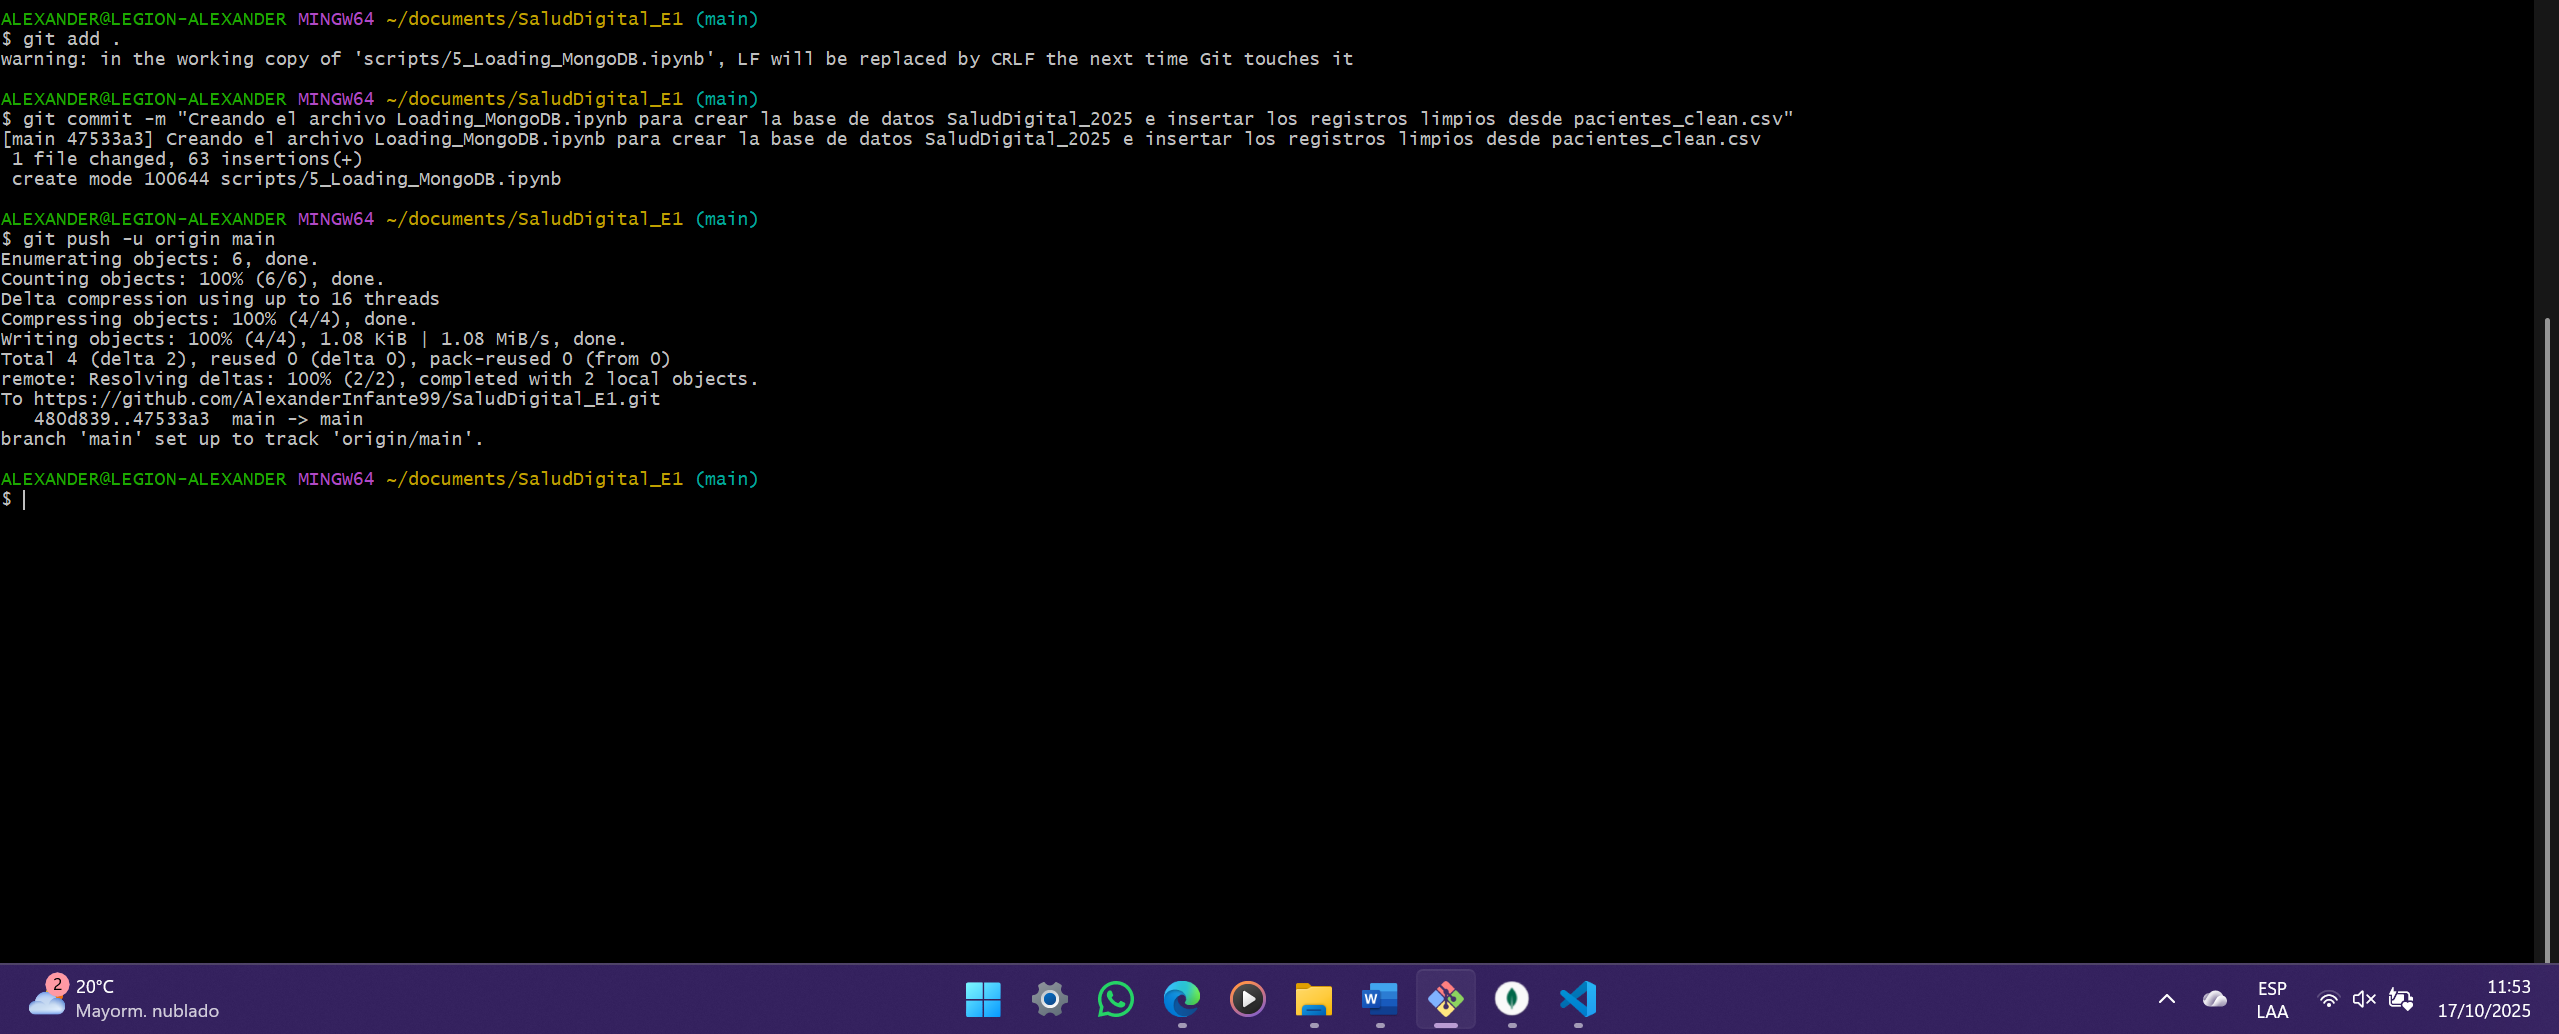 ALEXANDER@LEGION-ALEXANDER MINGW64 ~/documents/SaludDigital_E1 (main)
$ git add .
warning: in the working copy of 'scripts/5_Loading_MongoDB.ipynb', LF will be replaced by CRLF the next time Git touches it

ALEXANDER@LEGION-ALEXANDER MINGW64 ~/documents/SaludDigital_E1 (main)
$ git commit -m "Creando el archivo Loading_MongoDB.ipynb para crear la base de datos SaludDigital_2025 e insertar los registros limpios desde pacientes_clean.csv"
[main 47533a3] Creando el archivo Loading_MongoDB.ipynb para crear la base de datos SaludDigital_2025 e insertar los registros limpios desde pacientes_clean.csv
 1 file changed, 63 insertions(+)
 create mode 100644 scripts/5_Loading_MongoDB.ipynb

ALEXANDER@LEGION-ALEXANDER MINGW64 ~/documents/SaludDigital_E1 (main)
$ git push -u origin main
Enumerating objects: 6, done.
Counting objects: 100% (6/6), done.
Delta compression using up to 16 threads
Compressing objects: 100% (4/4), done.
Writing objects: 100% (4/4), 1.08 KiB | 1.08 MiB/s, done.
Total 4 (delta 2), reused 0 (delta 0), pack-reused 0 (from 0)
remote: Resolving deltas: 100% (2/2), completed with 2 local objects.
To https://github.com/AlexanderInfante99/SaludDigital_E1.git
   480d839..47533a3  main -> main
branch 'main' set up to track 'origin/main'.

ALEXANDER@LEGION-ALEXANDER MINGW64 ~/documents/SaludDigital_E1 (main)
$
2
20°C
Mayorm. nublado
W
ESP
LAA
11:53
17/10/2025